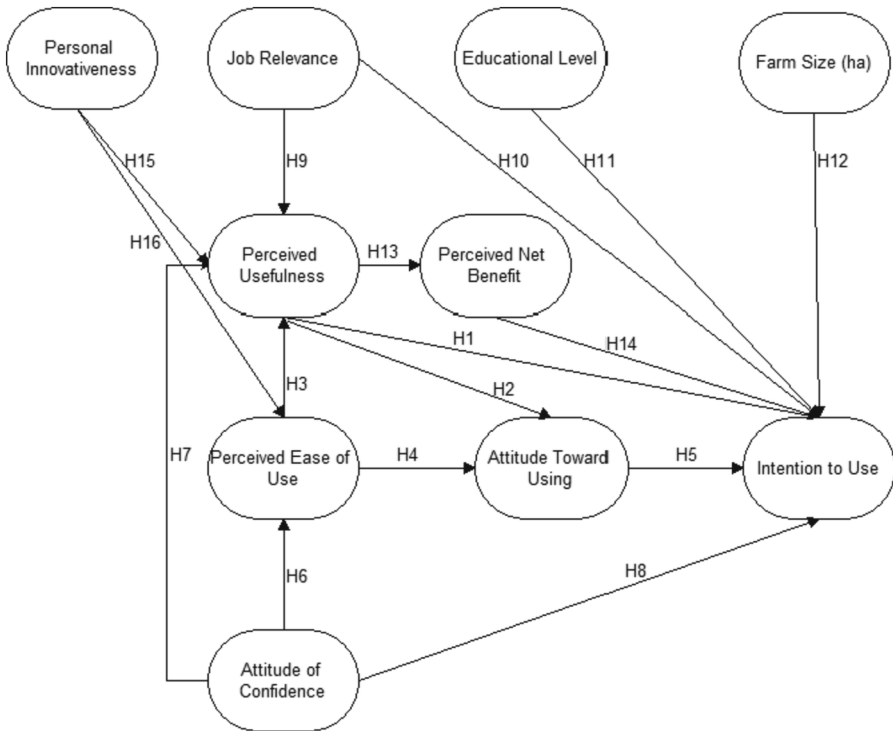 Personal
Innovativeness
Job Relevance
Educational Level
Farm Size (ha)
H15
H9
H10
H11
H12
H16
Perceived
Usefulness
H13
Perceived Net
Benefit
H1
H14
H3
H2
H7
Perceived Ease of
Use
H4
Attitude Toward
Using
H5
Intention to Use
H6
H8
Attitude of
Confidence